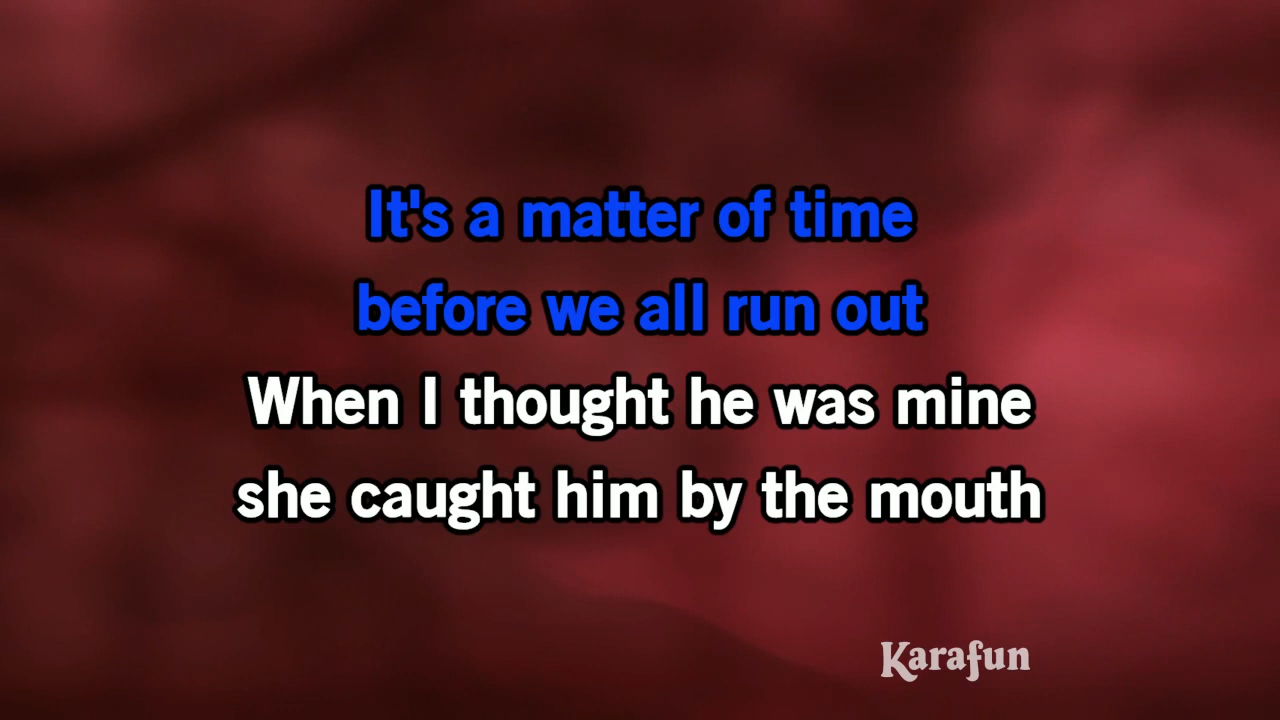 It's a matter of time
before we all run out
When I thought he was mine
she caught him by the mouth
Karafun